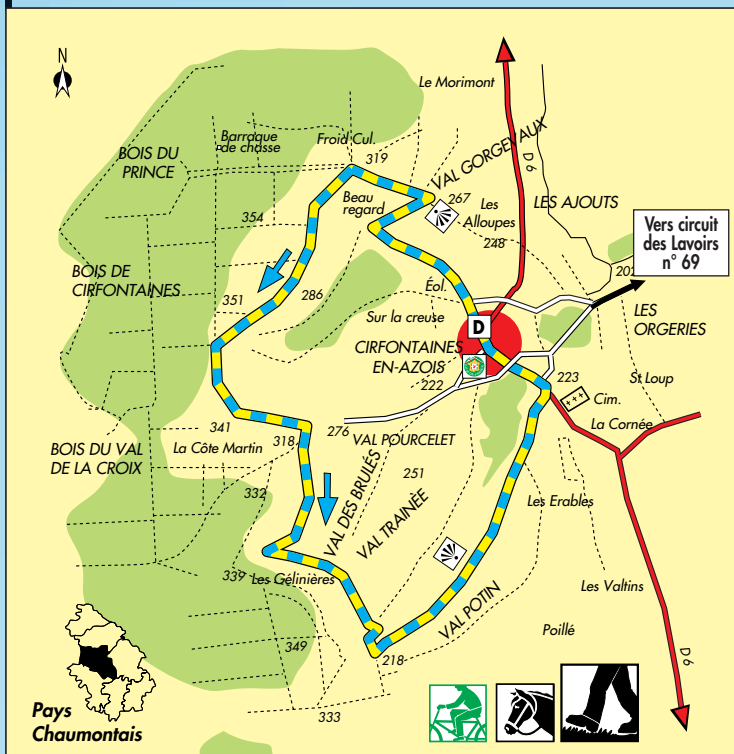 N
Le Morimont
Barraque
de chasse
Froid Cul.
319
BOIS DU
PRINCE
VAL GORGEVAUX
D 6
Beau
regard
267
Les
Alloupes
LES AJOUTS
354
248
Vers circuit
des Lavoirs
n° 69
BOIS DE
CIRFONTAINES
202
351
286
Éol.
Sur la creuse
D
LES
ORGERIES
CIRFONTAINES
EN-AZOIS
222
223
St Loup
Cim.
La Cornée
341
318
276
VAL POURCELET
BOIS DU VAL
DE LA CROIX
La Côte Martin
251
332
VAL DES BRULÉS
VAL TRAINÉE
Les Erables
339
Les Gélinières
Les Valtins
VAL POTIN
Poillé
349
218
D 6
333
Pays
Chaumontais